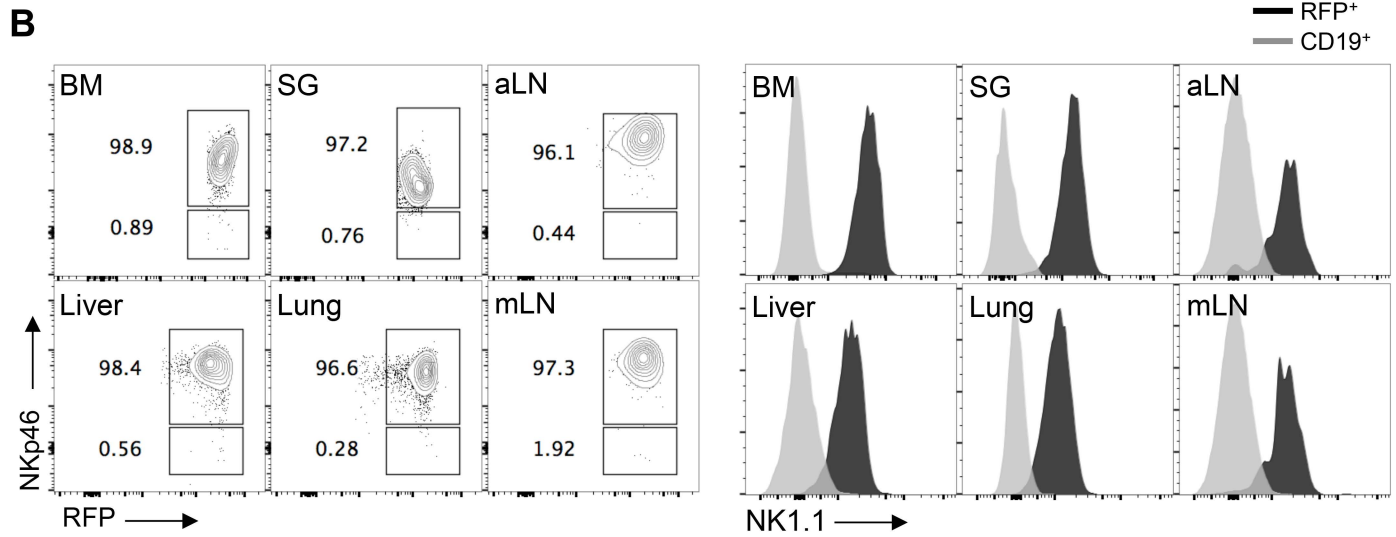 B
RFP⁺
CD19⁺
BM
98.9
0.89
SG
97.2
0.76
aLN
96.1
0.44
Liver
98.4
0.56
Lung
96.6
0.28
mLN
97.3
1.92
NKp46
RFP
BM
SG
aLN
Liver
Lung
mLN
NK1.1